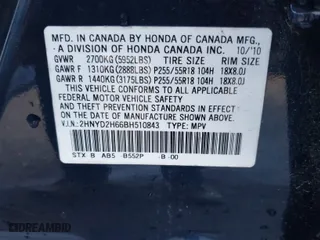 MFD. IN CANADA BY HONDA OF CANADA MFG.,
A DIVISION OF HONDA CANADA INC. 10/10
GVWR 2700KG(5952LBS) TIRE SIZE RIM SIZE
GAWR F 1310KG(2888LBS)P255/55R18 104H 18X8.0J
GAWR R 1440KG(3175LBS)P255/55R18 104H 18X8.0J
THIS VEHICLE CONFORMS TO ALL APPLICABLE
FEDERAL MOTOR VEHICLE SAFETY AND
THEFT PREVENTION STANDARDS IN EFFECT ON THE
DATE OF MANUFACTURE SHOWN ABOVE.
V.I.N.: 2HNYD2H66BH510843 TYPE: MPV
STX B AB5 B552P B 00